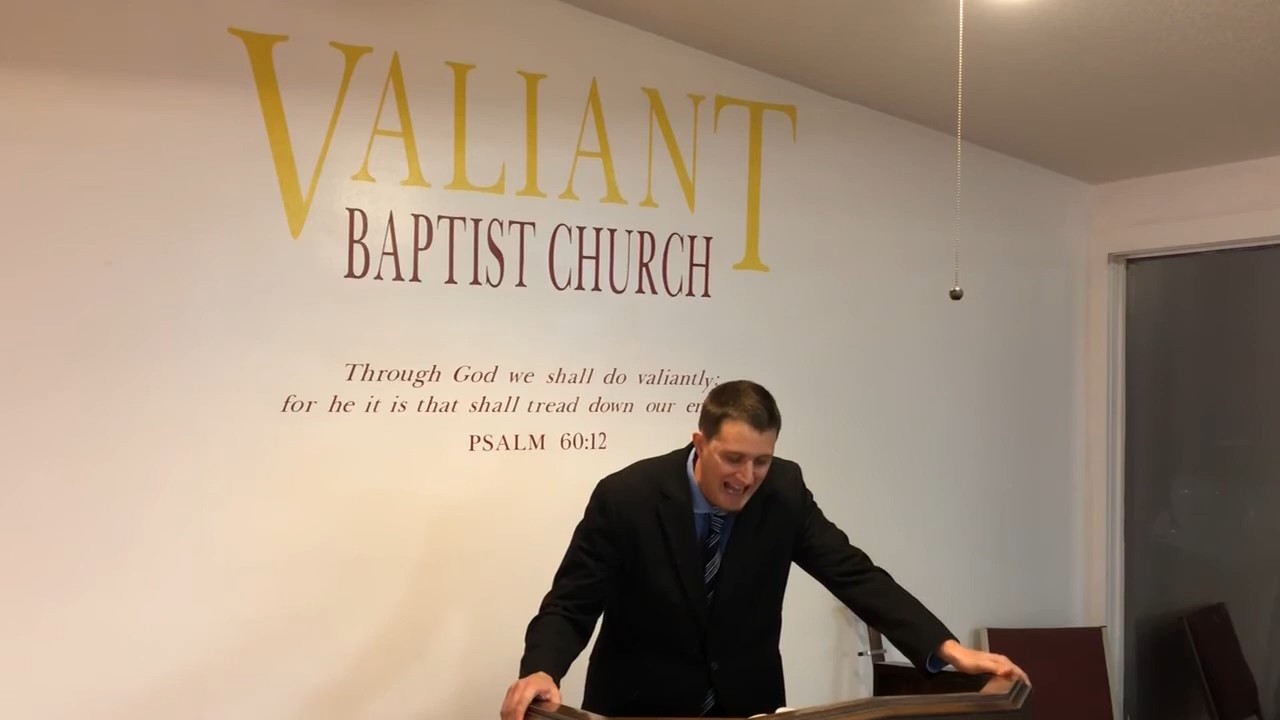 VALIANT
BAPTIST CHURCH
Through God we shall do valiantly;
for he it is that shall tread down our
PSALM 60:12